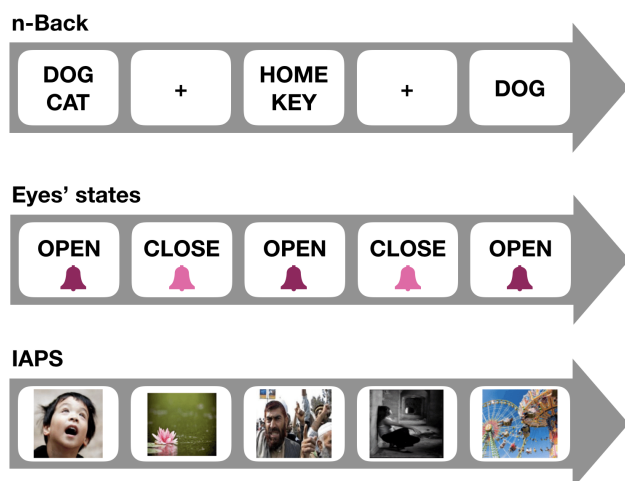 n-Back
DOG
CAT
+
HOME
KEY
+
DOG
Eyes’ states
OPEN
CLOSE
OPEN
CLOSE
OPEN
IAPS